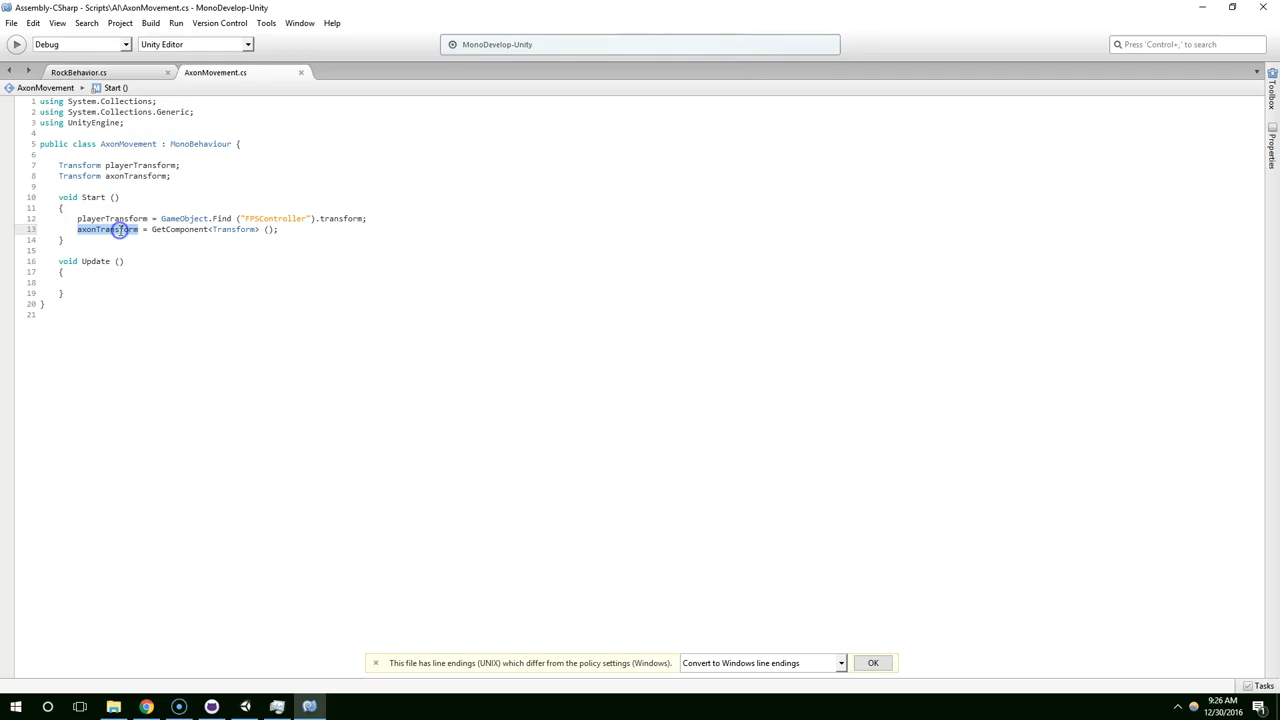 Assembly-CSharp - Scripts\AI\AxonMovement.cs - MonoDevelop-Unity
File Edit View Search Project Build Run Version Control Tools Window Help
Debug Unity Editor MonoDevelop-Unity Press 'Control+,' to search
RockBehavior.cs AxonMovement.cs
AxonMovement Start ()
1 using System.Collections;
2 using System.Collections.Generic;
3 using UnityEngine;
4
5 public class AxonMovement : MonoBehaviour {
6
7 Transform playerTransform;
8 Transform axonTransform;
9
10 void Start ()
11 {
12 playerTransform = GameObject.Find ("FPSController").transform;
13 axonTransform = GetComponent<Transform> ();
14 }
15
16 void Update ()
17 {
18
19 }
20 }
21
Toolbox
Properties
This file has line endings (UNIX) which differ from the policy settings (Windows). Convert to Windows line endings OK
Tasks
9:26 AM
12/30/2016
1